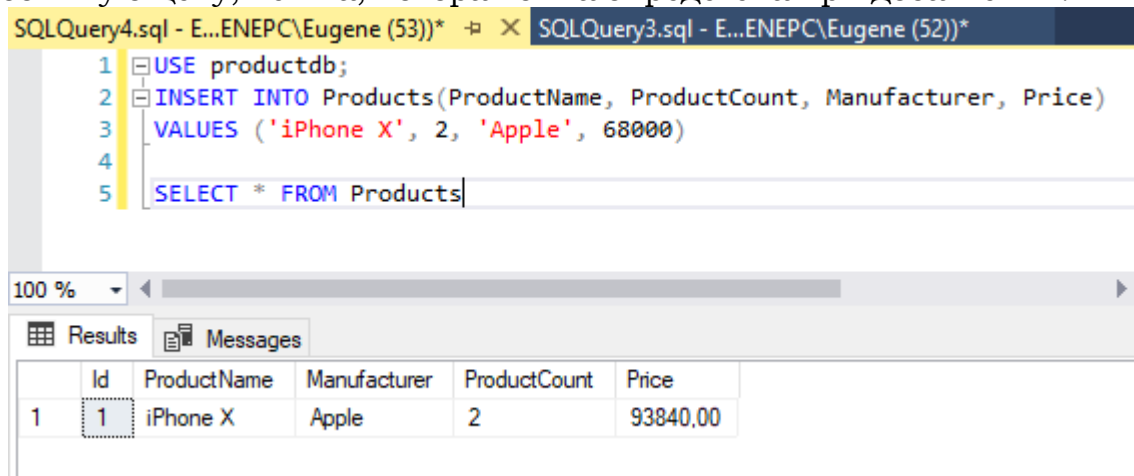 SQLQuery4.sql - E...ENEPC\Eugene (53))* SQLQuery3.sql - E...ENEPC\Eugene (52))*
1 USE productdb;
2 INSERT INTO Products(ProductName, ProductCount, Manufacturer, Price)
3 VALUES ('iPhone X', 2, 'Apple', 68000)
4
5 SELECT * FROM Products
100 %
Results Messages
Id ProductName Manufacturer ProductCount Price
1 1 iPhone X Apple 2 93840,00